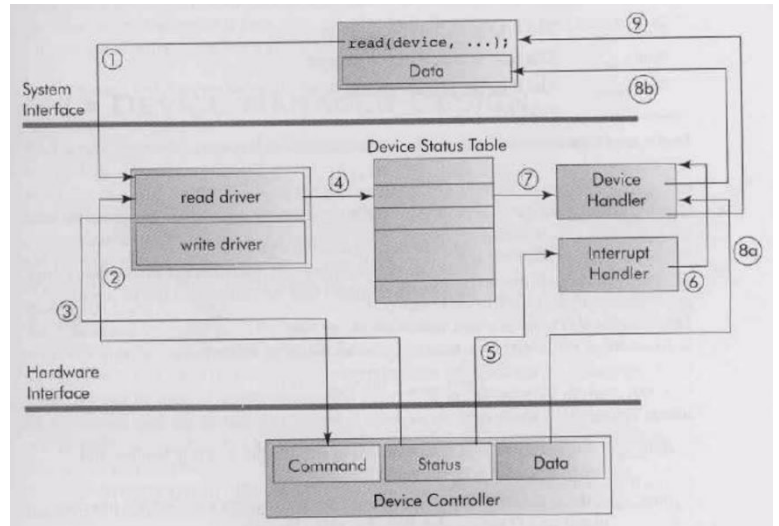 ①
read(device, ...);
⑨
Data
System
Interface
8b
Device Status Table
read driver
④
⑦
Device
Handler
write driver
Interrupt
Handler
8a
②
③
⑥
⑤
Hardware
Interface
Command
Status
Data
Device Controller